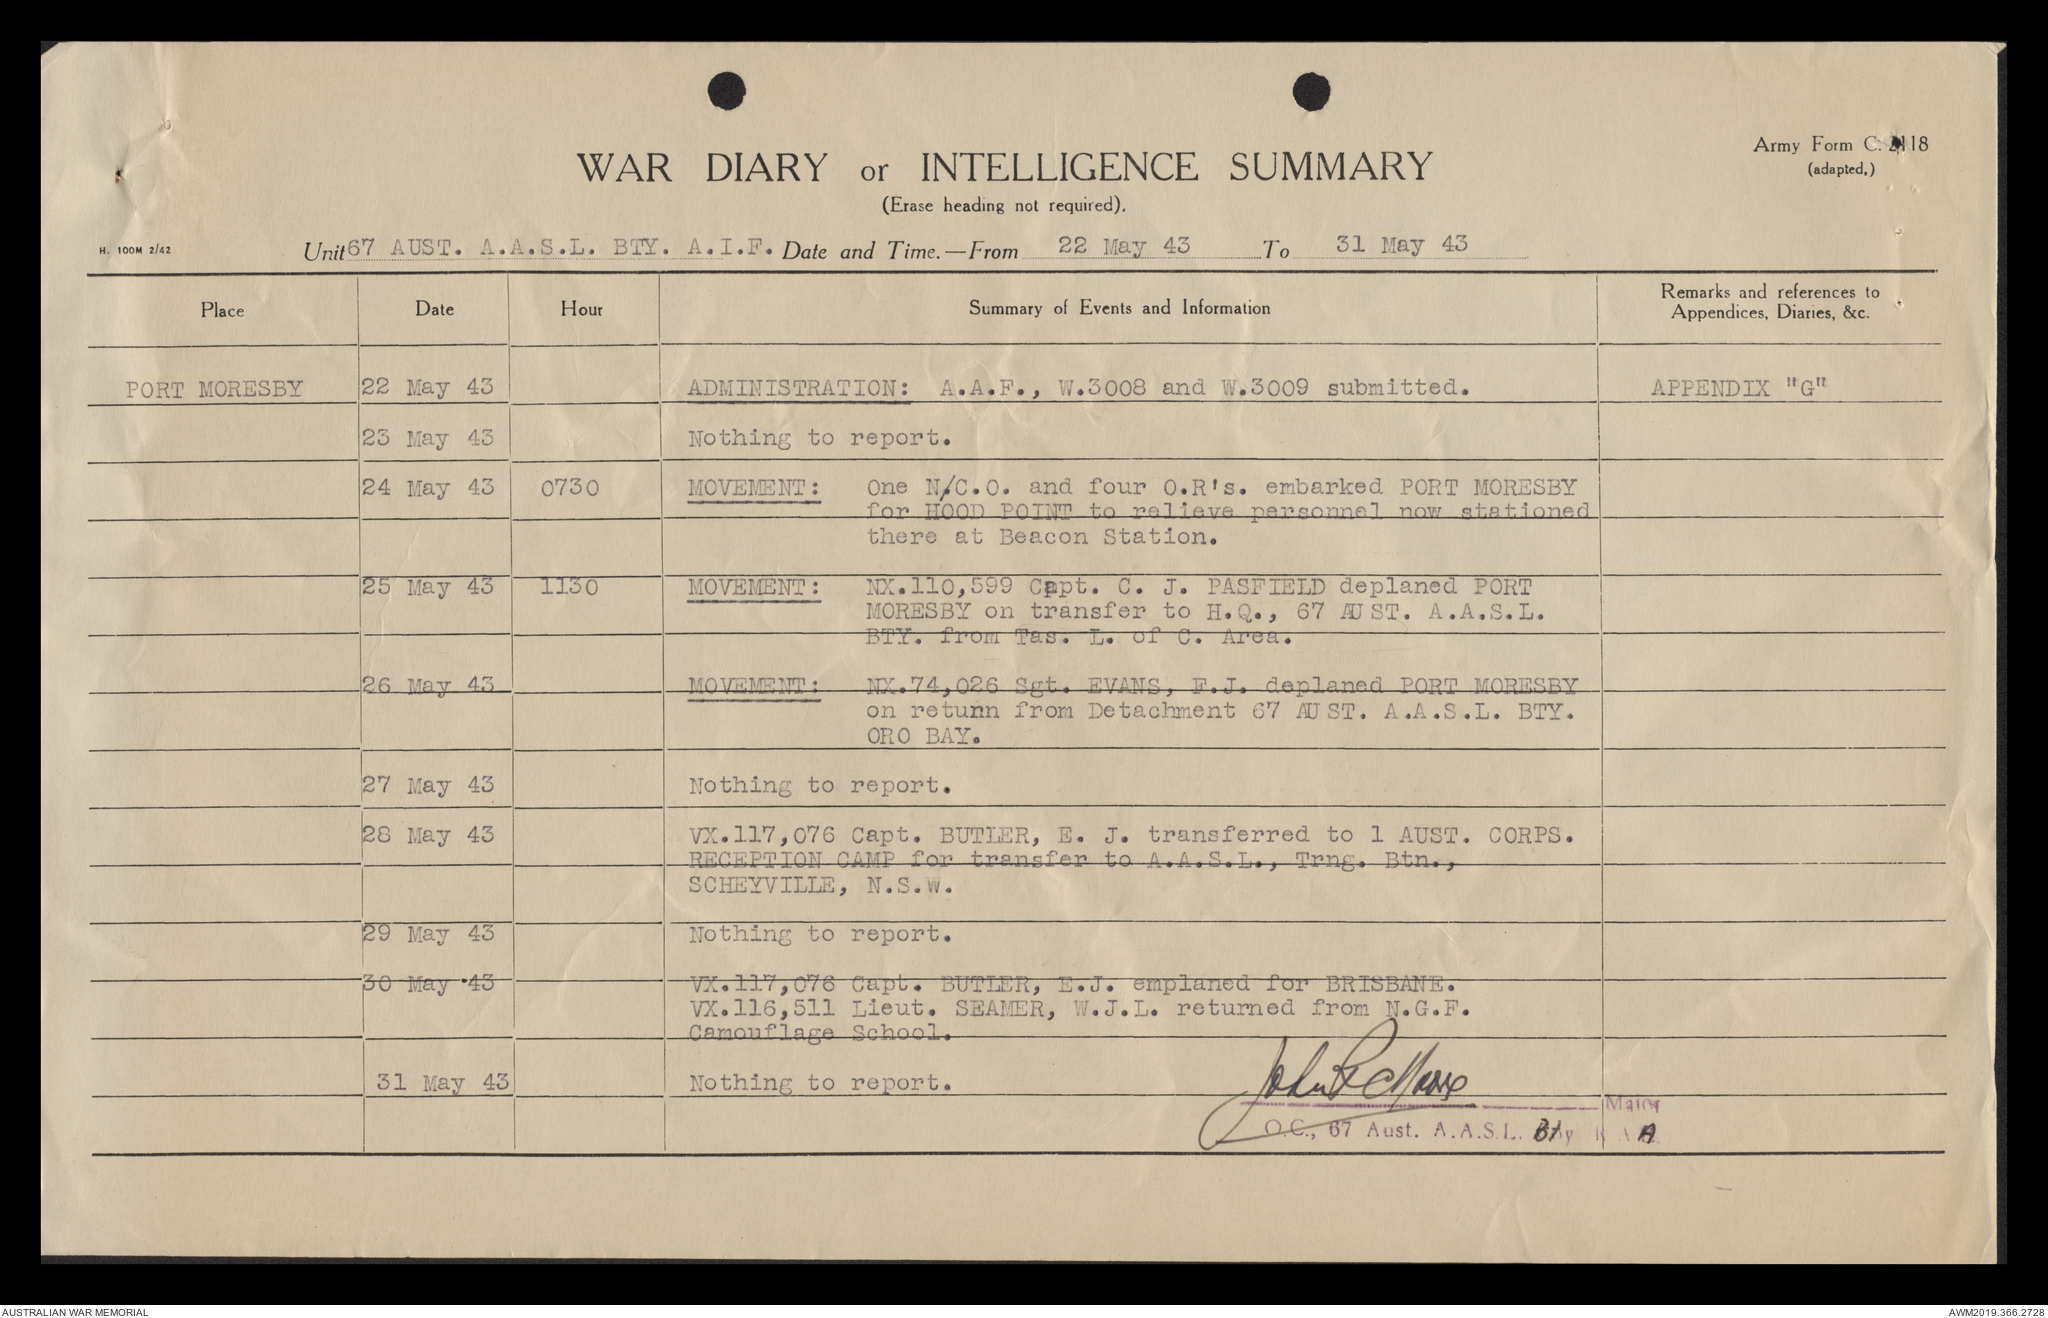 Army Form C. 2118
(adapted,)
WAR DIARY or INTELLIGENCE SUMMARY
(Erase heading not required).
H. 100M 2/42
Unit 67 AUST. A.A.S.L. BTY. A.I.F. Date and Time.—From 22 May 43 To 31 May 43
Place Date Hour Summary of Events and Information Remarks and references to
Appendices, Diaries, &c.
PORT MORESBY 22 May 43 ADMINISTRATION: A.A.F., W.3008 and W.3009 submitted. APPENDIX "G"
23 May 43 Nothing to report.
24 May 43 0730 MOVEMENT: One N/C.O. and four O.R's. embarked PORT MORESBY
for HOOD POINT to relieve personnel now stationed
there at Beacon Station.
25 May 43 1130 MOVEMENT: NX.110,599 Capt. C. J. PASFIELD deplaned PORT
MORESBY on transfer to H.Q., 67 AUST. A.A.S.L.
BTY. from Tas. L. of C. Area.
26 May 43 MOVEMENT: NX.74,026 Sgt. EVANS, F.J. deplaned PORT MORESBY
on return from Detachment 67 AUST. A.A.S.L. BTY.
ORO BAY.
27 May 43 Nothing to report.
28 May 43 VX.117,076 Capt. BUTLER, E. J. transferred to 1 AUST. CORPS.
RECEPTION CAMP for transfer to A.A.S.L., Trng. Btn.,
SCHEYVILLE, N.S.W.
29 May 43 Nothing to report.
30 May 43 VX.117,076 Capt. BUTLER, E.J. emplaned for BRISBANE.
VX.116,511 Lieut. SEAMER, W.J.L. returned from N.G.F.
Camouflage School.
31 May 43 Nothing to report.
John Moore
Major
O.C., 67 Aust. A.A.S.L. Bty R A A
AUSTRALIAN WAR MEMORIAL AWM2019.366.2728